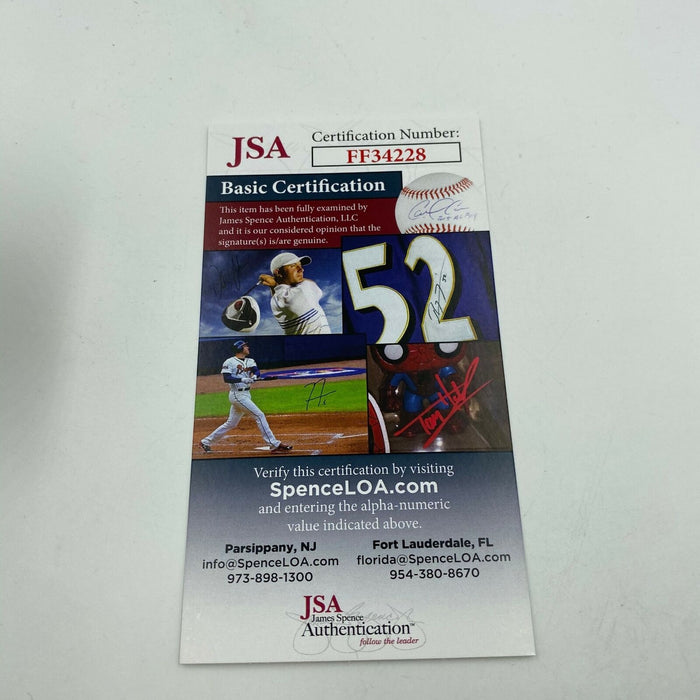 JSA
Certification Number:
FF34228
Basic Certification
This item has been fully examined by
James Spence Authentication, LLC
and it is our considered opinion that the
signature(s) is/are genuine.
52
Tom
Verify this certification by visiting
SpenceLOA.com
and entering the alpha-numeric
value indicated above.
Parsippany, NJ
info@SpenceLOA.com
973-898-1300
Fort Lauderdale, FL
florida@SpenceLOA.com
954-380-8670
JSA
James Spence
Authentication™
follow the leader